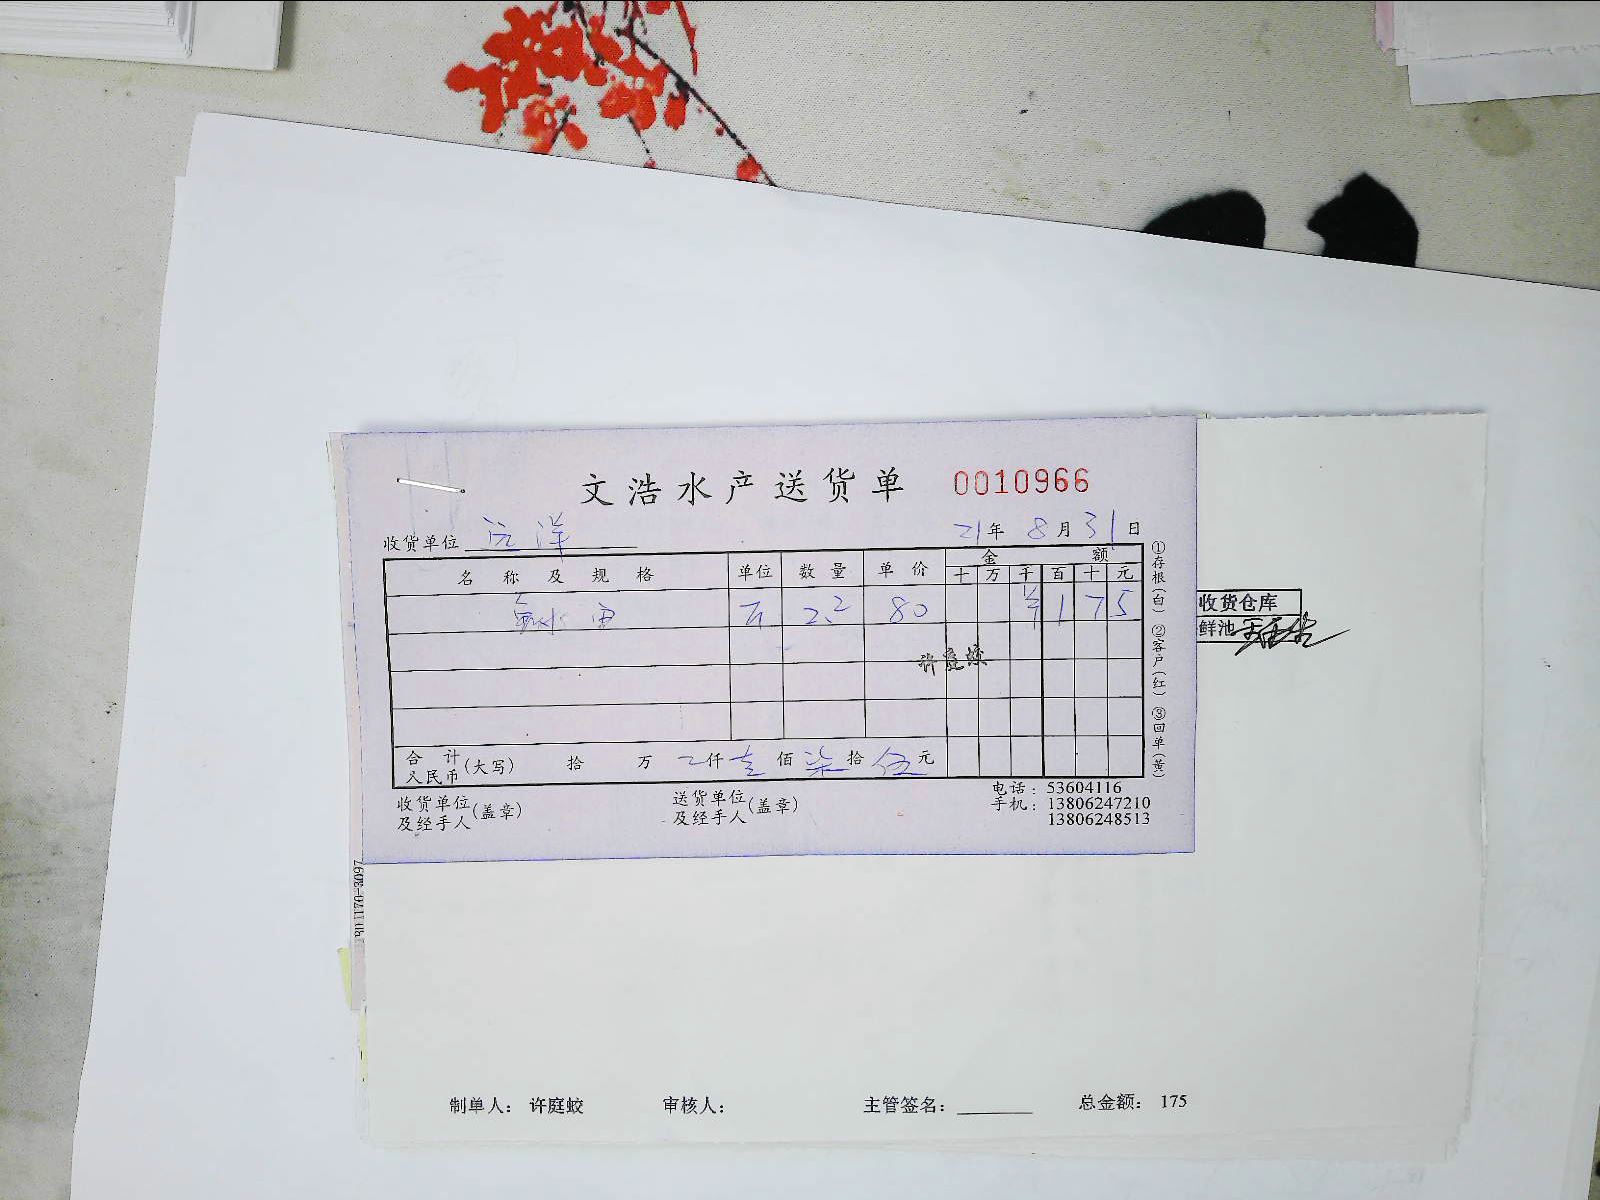 文浩水产送货单 0010966
收货单位 远洋 21年 8月 31日
名称及规格 单位 数量 单价 金额
十 万 千 百 十 元
斤 2.2 80 ¥ 1 7 5
许庭蛟
合计人民币(大写) 拾 万 仟 壹佰 柒拾 伍元
收货单位及经手人(盖章) 送货单位及经手人(盖章)
电话：53604116
手机：13806247210
13806248513
①存根(白) ②客户(红) ③回单(黄)
收货仓库
鲜池
制单人： 许庭蛟 审核人： 主管签名： 总金额： 175